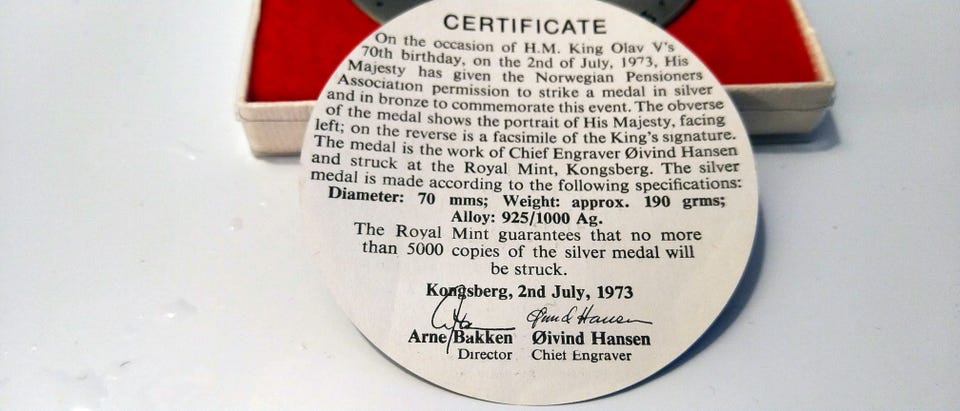 CERTIFICATE
On the occasion of H.M. King Olav V's
70th birthday, on the 2nd of July, 1973, His
Majesty has given the Norwegian Pensioners
Association permission to strike a medal in silver
and in bronze to commemorate this event. The obverse
of the medal shows the portrait of His Majesty, facing
left; on the reverse is a facsimile of the King's signature.
The medal is the work of Chief Engraver Øivind Hansen
and struck at the Royal Mint, Kongsberg. The silver
medal is made according to the following specifications:
Diameter: 70 mms; Weight: approx. 190 grms;
Alloy: 925/1000 Ag.
The Royal Mint guarantees that no more
than 5000 copies of the silver medal will
be struck.
Kongsberg, 2nd July, 1973
Arne Bakken Øivind Hansen
Director Chief Engraver